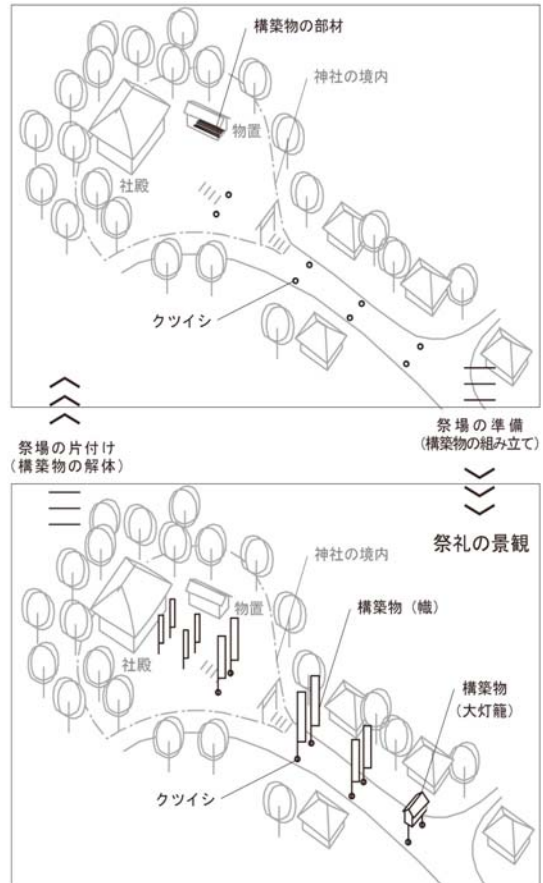 構築物の部材
神社の境内
物置
社殿
クツイシ
祭場の片付け
(構築物の解体)
祭場の準備
(構築物の組み立て)
祭礼の景観
神社の境内
物置
構築物(幟)
社殿
構築物
(大灯籠)
クツイシ